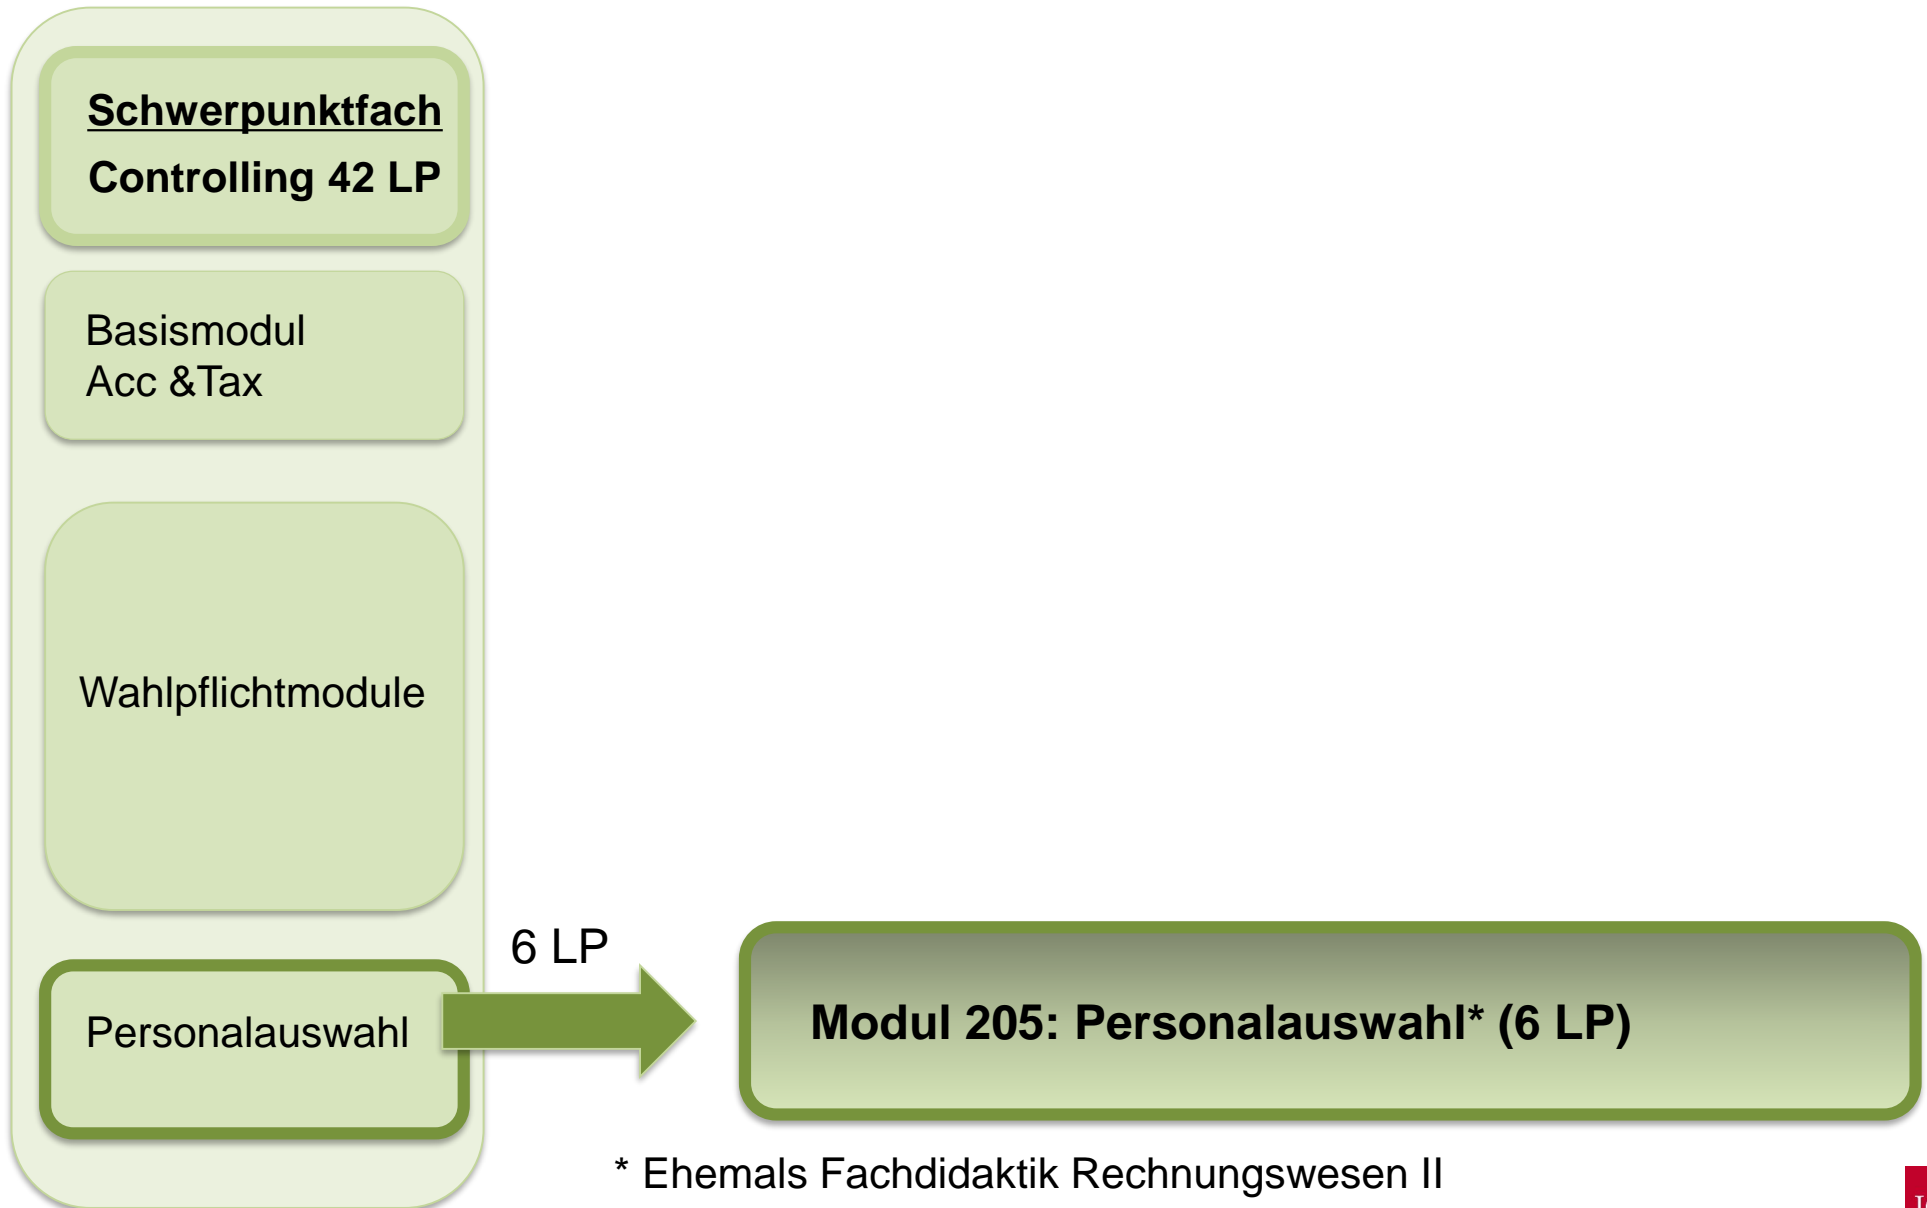 Schwerpunktfach
Controlling 42 LP
Basismodul
Acc &Tax
Wahlpflichtmodule
Personalauswahl
6 LP
Modul 205: Personalauswahl* (6 LP)
* Ehemals Fachdidaktik Rechnungswesen II